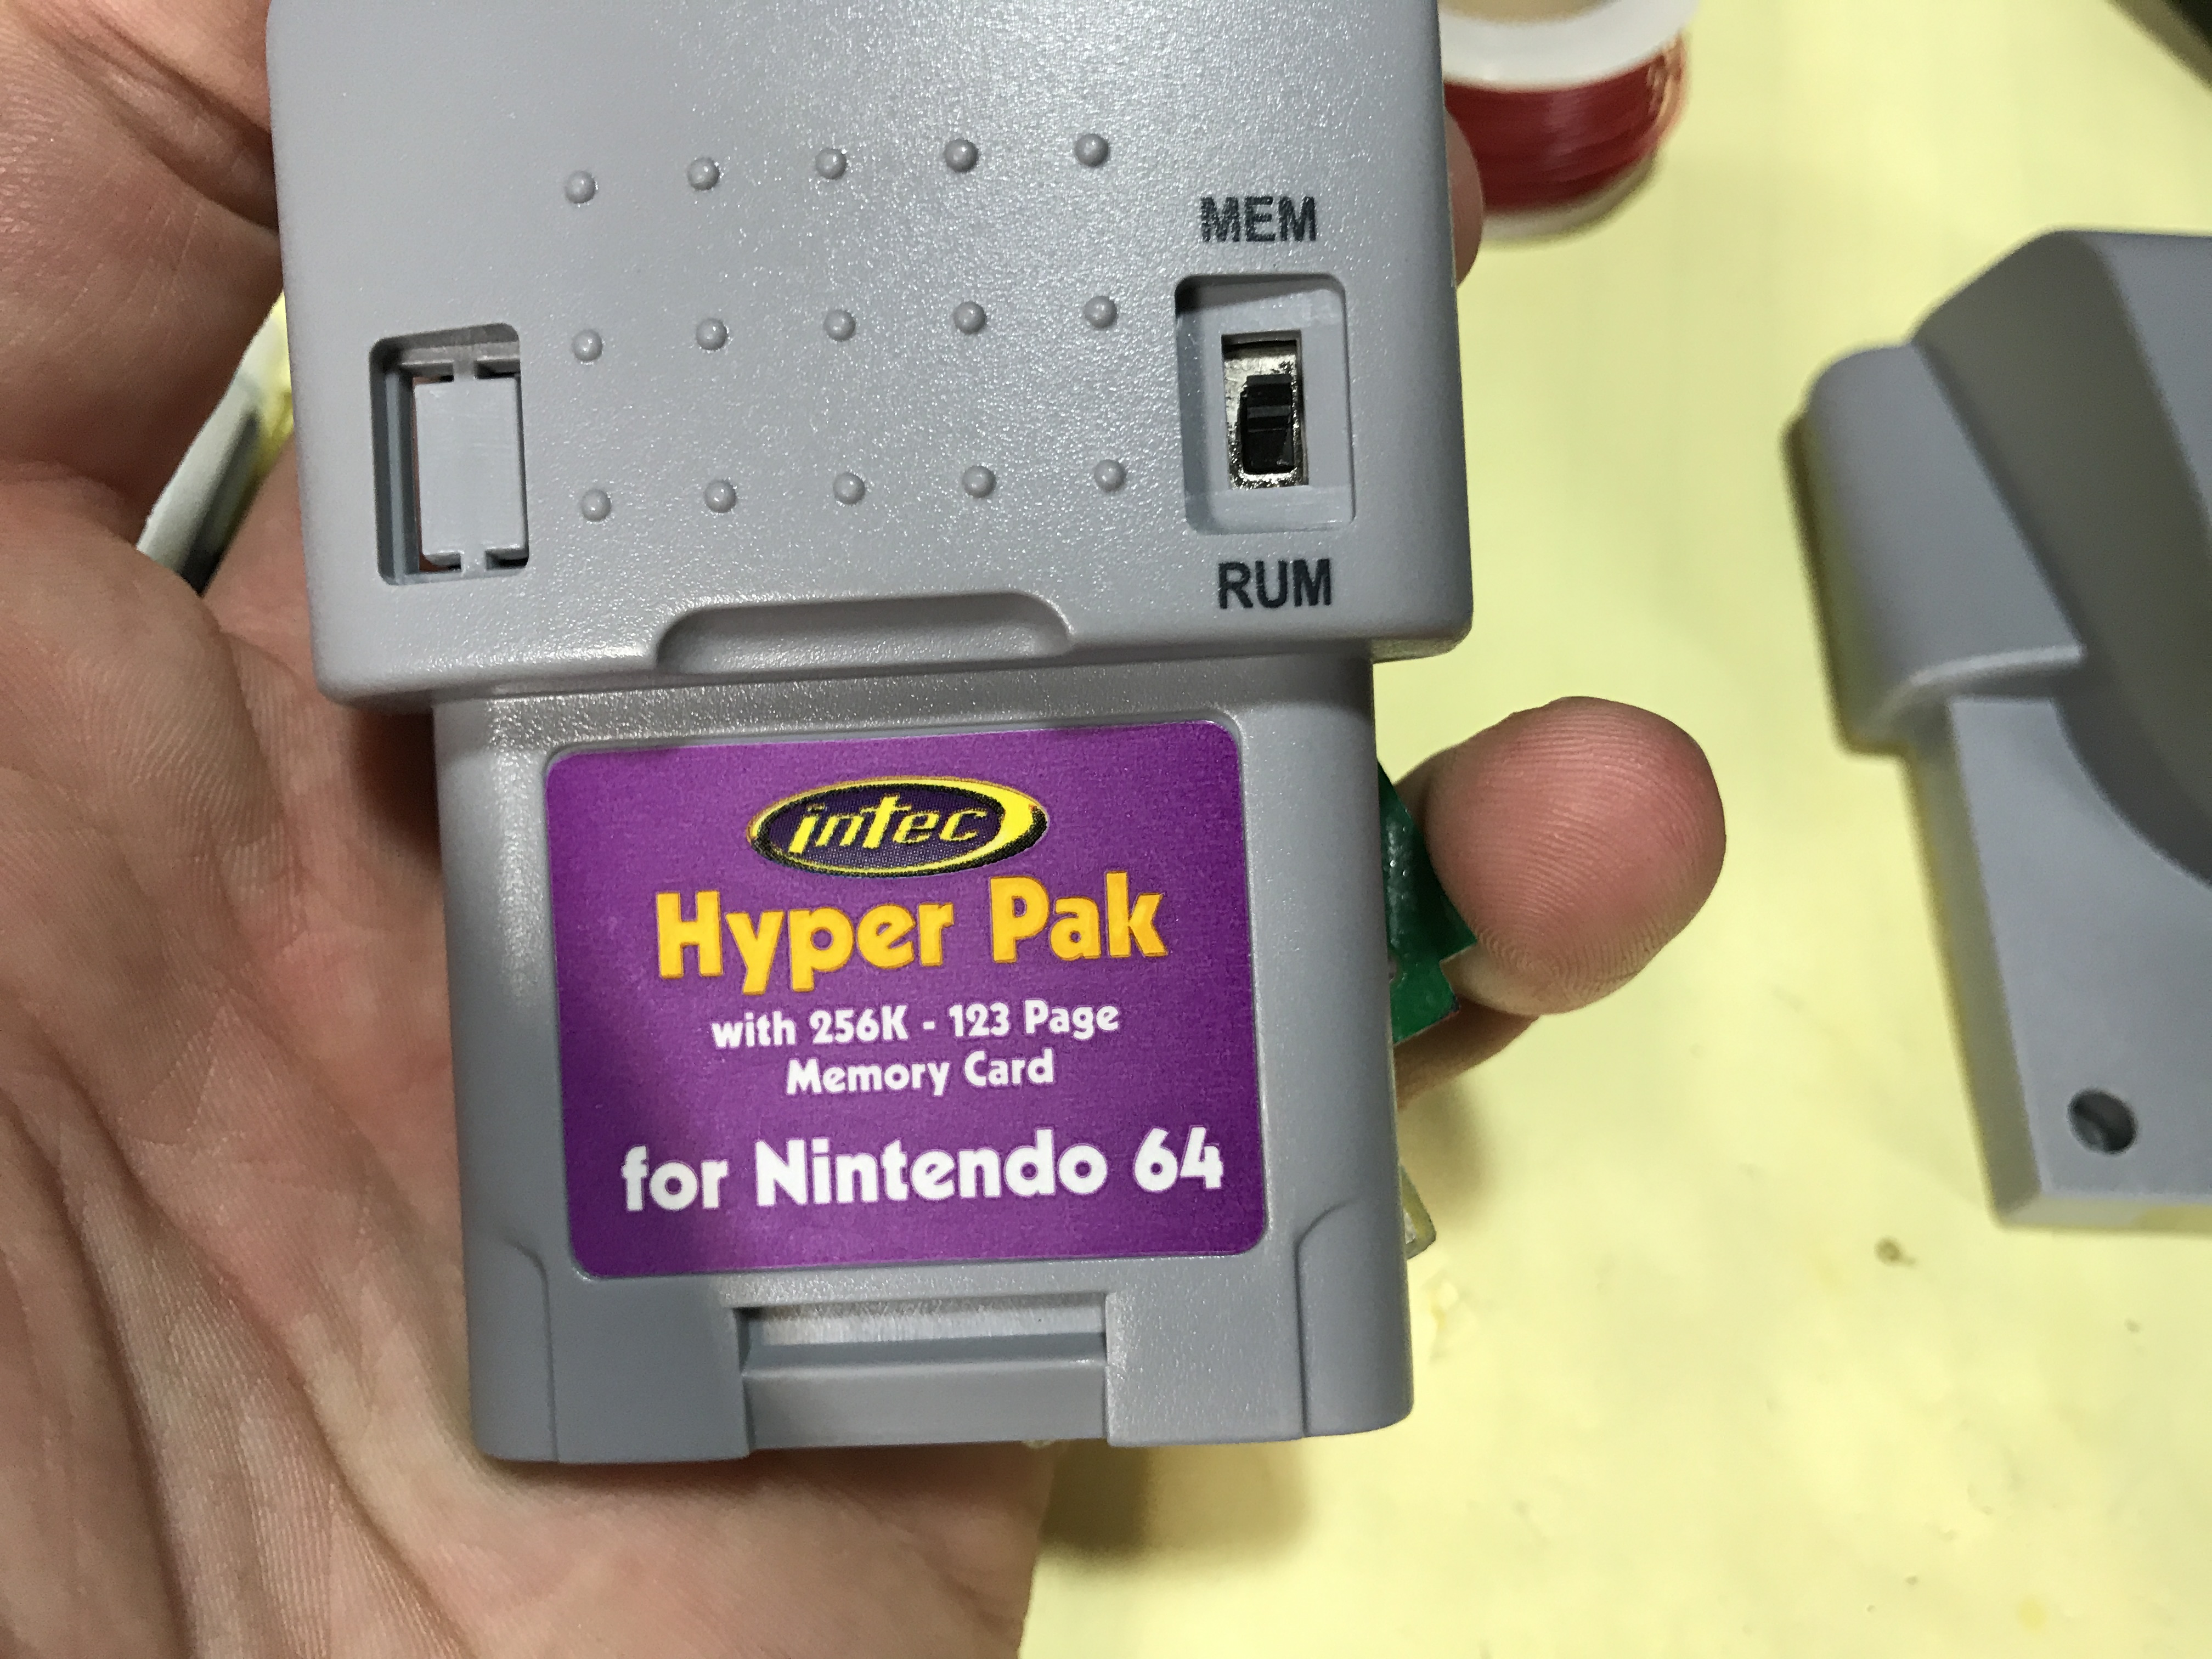 MEM
RUM
intec
Hyper Pak
with 256K - 123 Page
Memory Card
for Nintendo 64